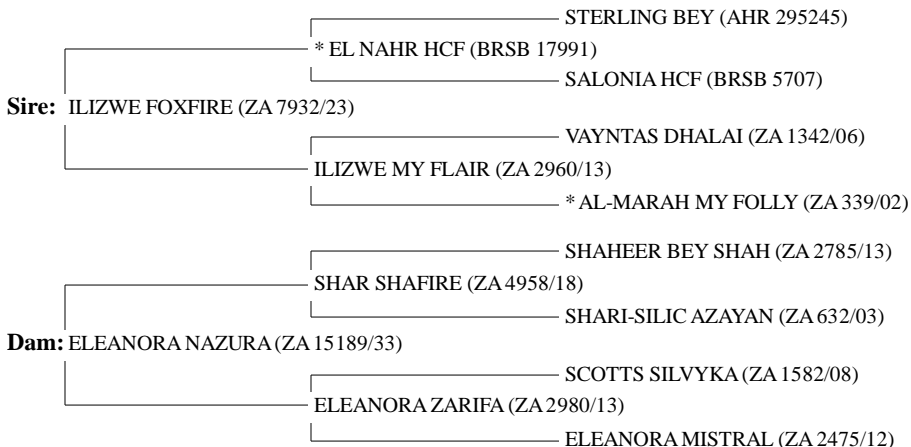 STERLING BEY (AHR 295245)
* EL NAHR HCF (BRSB 17991)
SALONIA HCF (BRSB 5707)
Sire: ILIZWE FOXFIRE (ZA 7932/23)
VAYNTAS DHALAI (ZA 1342/06)
ILIZWE MY FLAIR (ZA 2960/13)
* AL-MARAH MY FOLLY (ZA 339/02)
SHAHEER BEY SHAH (ZA 2785/13)
SHAR SHAFIRE (ZA 4958/18)
SHARI-SILIC AZAYAN (ZA 632/03)
Dam: ELEANORA NAZURA (ZA 15189/33)
SCOTTS SILVYKA (ZA 1582/08)
ELEANORA ZARIFA (ZA 2980/13)
ELEANORA MISTRAL (ZA 2475/12)